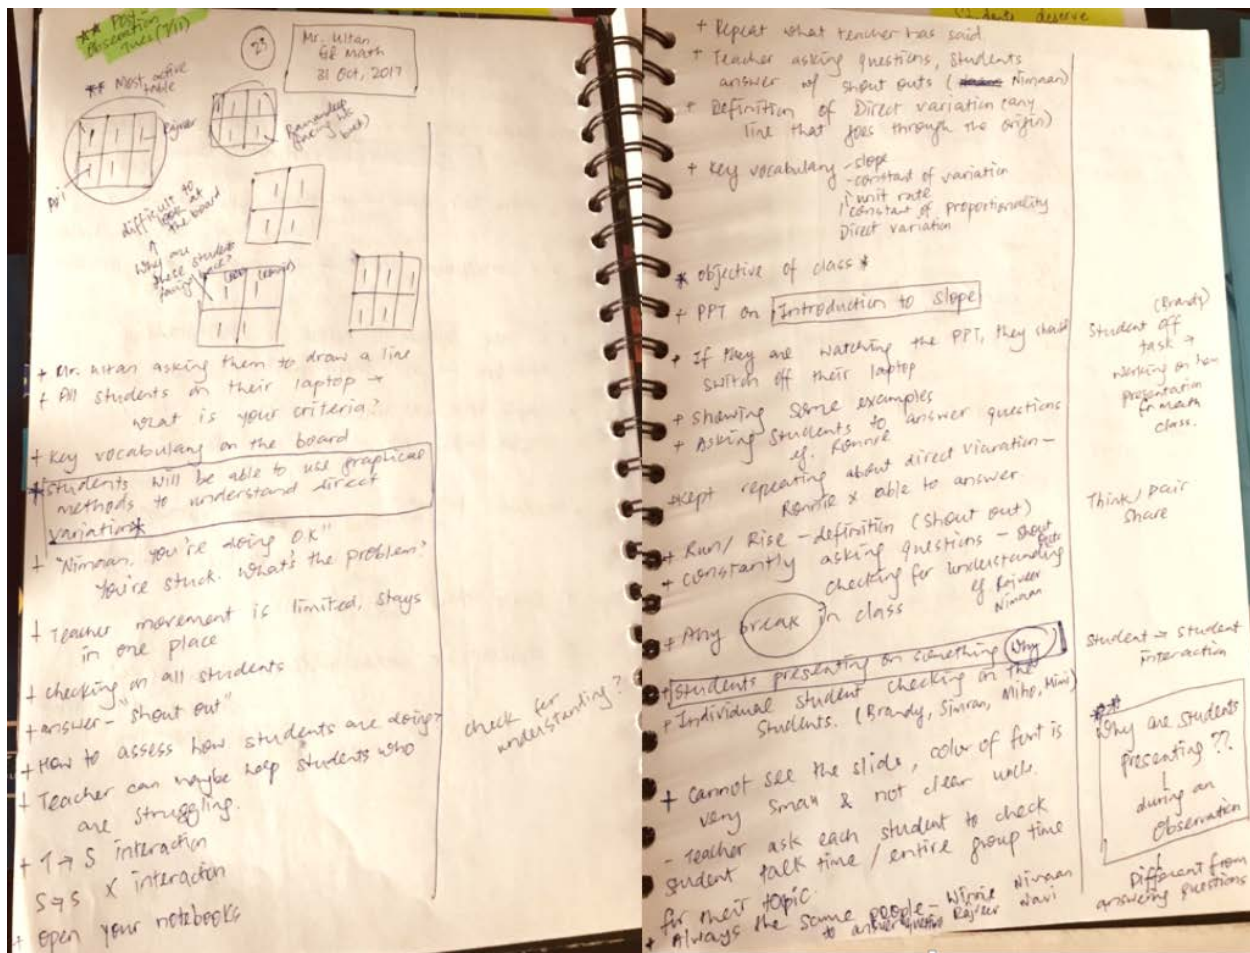 ** Post-
Observation
(7/11)
23
Mr. Ultan
G8 Math
31 Oct, 2017
** Most active
table
Rajveer
Ramandeep
facing his
back)
difficult to
look at
the board
Why are
these students
facing back?
+ Mr. Ultan asking them to draw a line
+ All students on their laptop →
what is your criteria?
+ Key vocabulary on the board
*Students will be able to use graphical
methods to understand direct
variation*
+ "Nimaan, you're doing OK"
You're stuck. What's the problem?
+ Teacher movement is limited, stays
in one place
+ checking on all students
+ answer - "shout out"
+ How to assess how students are doing?
+ Teacher can maybe help students who
are struggling.
+ T → S interaction
S → S x interaction
+ open your notebooks
check for
understanding?
deserve
+ Repeat what teacher has said
+ Teacher asking questions, students
answer w/ shout outs ( Nimaan)
+ Definition of Direct variation (any
line that goes through the origin)
+ Key vocabulary - slope
- constant of variation
unit rate
constant of proportionality
Direct variation
* objective of class *
+ PPT on Introduction to Slope
+ If they are watching the PPT, they should
switch off their laptop
+ Showing some examples
+ Asking students to answer questions
eg. Ronnie
*Kept repeating about direct viaration -
Ronnie x able to answer
+ Run/ Rise - definition (shout out)
+ constantly asking questions - shout
outs
checking for understanding
eg Rajveer
Nimaan
+ Any break in class
+ Students presenting on something Why
+ Individual student checking on the
students. (Brandy, Simran, Miho, Mimi)
+ Cannot see the slide, color of font is
very small & not clear
- Teacher ask each student to check
student talk time / entire group time
for their topic.
+ Always the same people - Winnie Nimaan
to answer question Rajveer Navi
(Brandy)
Student off
task →
working on her
presentation
for math
class.
Think/ Pair
Share
Student → Student
interaction
**
Why are students
presenting ??
↓
during an
Observation
↓
Different from
answering questions